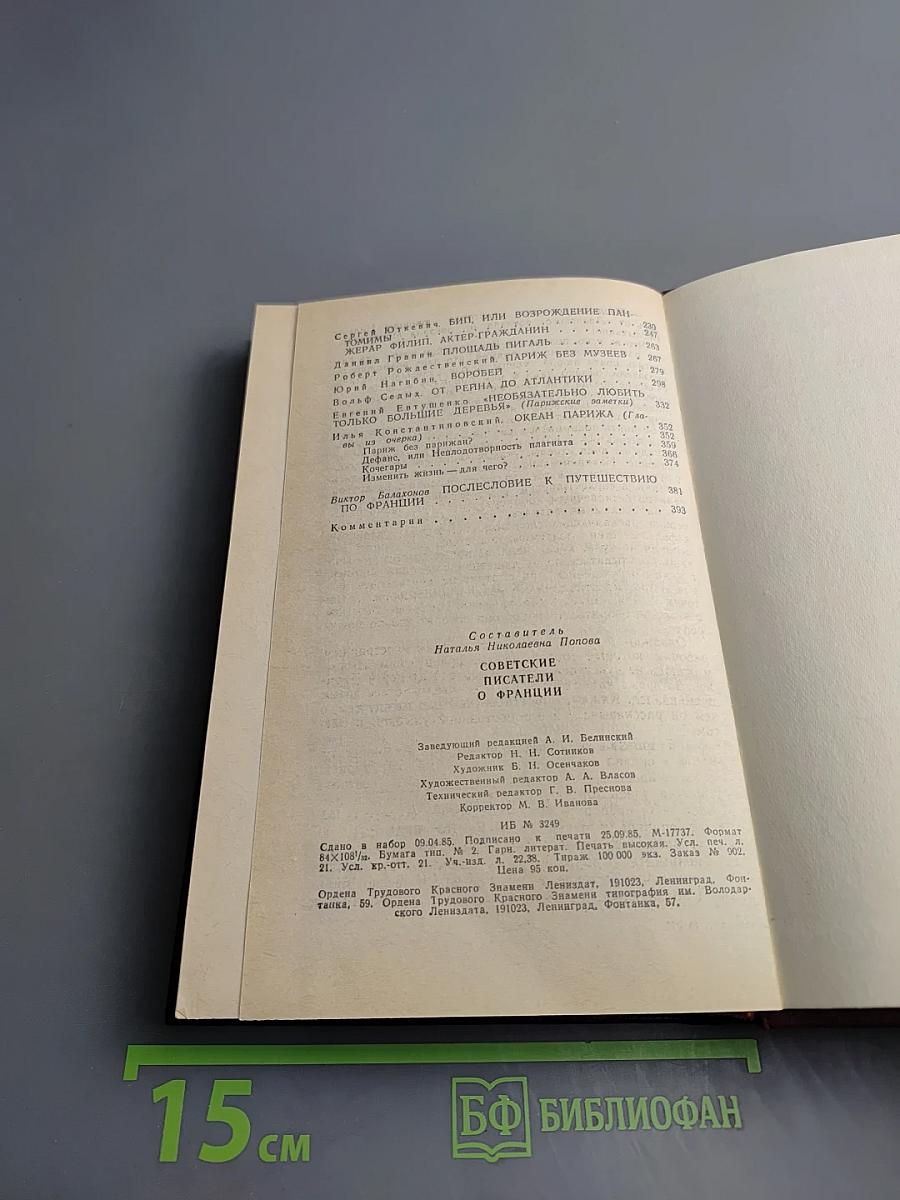 Сергей Юткевич. БИП, ИЛИ ВОЗРОЖДЕНИЕ ПАН-
ТОМИМЫ . . . . . . . . . . . . . 239
ЖЕРАР ФИЛИП, АКТЕР-ГРАЖДАНИН . . . . . . 247
Даниил Гранин. ПЛОЩАДЬ ПИГАЛЬ . . . . . . 263
Роберт Рождественский. ПАРИЖ БЕЗ МУЗЕЕВ . 267
Юрий Нагибин. ВОРОБЕЙ . . . . . . . . . 279
Вольф Седых. ОТ РЕЙНА ДО АТЛАНТИКИ . . . . 298
Евгений Евтушенко. «НЕОБЯЗАТЕЛЬНО ЛЮБИТЬ
ТОЛЬКО БОЛЬШИЕ ДЕРЕВЬЯ» (Парижские заметки) . 332
Илья Константиновский. ОКЕАН ПАРИЖА (Гла-
вы из очерка) . . . . . . . . . . . . 352
Париж без парижан? . . . . . . . . . . 352
Дефанс, или Неплодотворность плагиата . . . . . . 359
Кочегары . . . . . . . . . . . . . . 366
Изменить жизнь — для чего? . . . . . . . . . 374
Виктор Балахонов ПОСЛЕСЛОВИЕ К ПУТЕШЕСТВИЮ
ПО ФРАНЦИИ . . . . . . . . . . . . . 381
Комментарии . . . . . . . . . . . . . . . 393
Составитель
Наталья Николаевна Попова
СОВЕТСКИЕ
ПИСАТЕЛИ
О ФРАНЦИИ
Заведующий редакцией А. И. Белинский
Редактор Н. Н. Сотников
Художник Б. Н. Осенчаков
Художественный редактор А. А. Власов
Технический редактор Г. В. Преснова
Корректор М. В. Иванова
ИБ № 3249
Сдано в набор 09.04.85. Подписано к печати 25.09.85. М-17737. Формат
84×108¹/₃₂. Бумага тип. № 2. Гарн. литерат. Печать высокая. Усл. печ. л.
21. Усл. кр.-отт. 21. Уч.-изд. л. 22,38. Тираж 100 000 экз. Заказ № 902.
Цена 95 коп.
Ордена Трудового Красного Знамени Лениздат, 191023, Ленинград, Фон-
танка, 59. Ордена Трудового Красного Знамени типография им. Володар-
ского Лениздата, 191023, Ленинград, Фонтанка, 57.
15 см
БФ БИБЛИОФАН